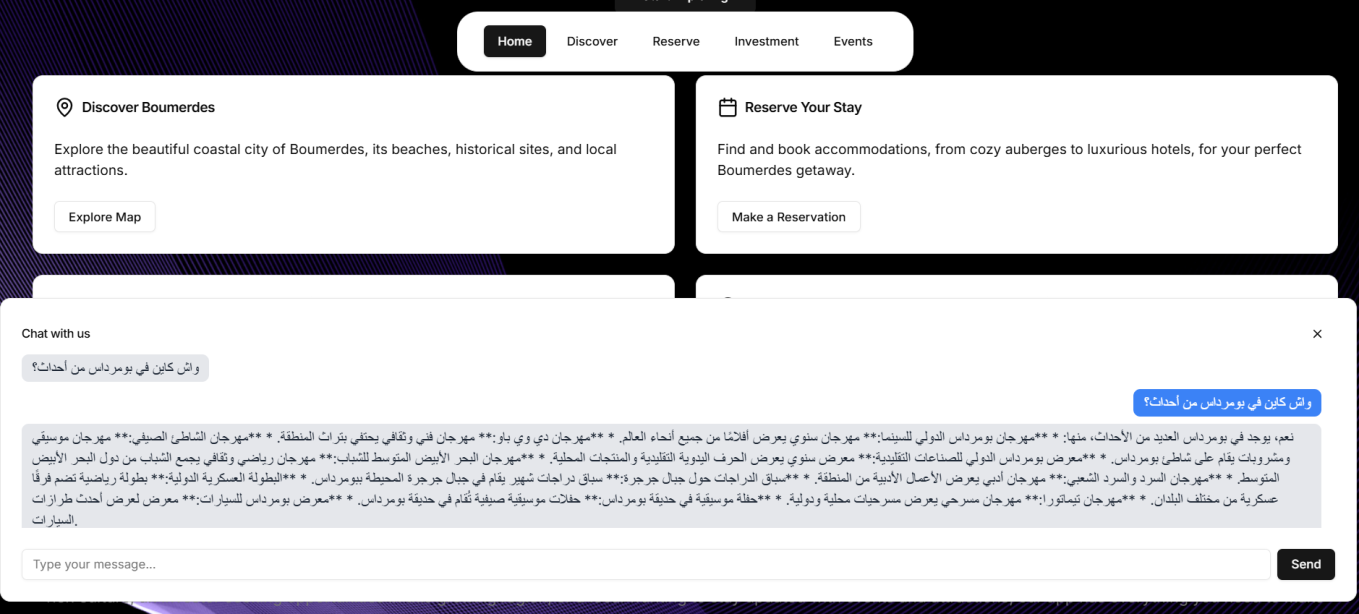 Home
Discover
Reserve
Investment
Events
Discover Boumerdes
Explore the beautiful coastal city of Boumerdes, its beaches, historical sites, and local
attractions.
Explore Map
Reserve Your Stay
Find and book accommodations, from cozy auberges to luxurious hotels, for your perfect
Boumerdes getaway.
Make a Reservation
Chat with us
واش كاين في بومرداس من أحداث؟
واش كاين في بومرداس من أحداث؟
نعم، يوجد في بومرداس العديد من الأحداث، منها: * **مهرجان بومرداس الدولي للسينما:** مهرجان سنوي يعرض أفلامًا من جميع أنحاء العالم. * **مهرجان دي وي باو:** مهرجان فني وثقافي يحتفي بتراث المنطقة. * **مهرجان الشاطئ الصيفي:** مهرجان موسيقي
ومشروبات يقام على شاطئ بومرداس. * **معرض بومرداس الدولي للصناعات التقليدية:** معرض سنوي يعرض الحرف اليدوية التقليدية والمنتجات المحلية. * **مهرجان البحر الأبيض المتوسط للشباب:** مهرجان رياضي وثقافي يجمع الشباب من دول البحر الأبيض
المتوسط. * **مهرجان السرد والسرد الشعبي:** مهرجان أدبي يعرض الأعمال الأدبية من المنطقة. * **سباق الدراجات حول جبال جرجرة:** سباق دراجات شهير يقام في جبال جرجرة المحيطة ببومرداس. * **البطولة العسكرية الدولية:** بطولة رياضية تضم فرقًا
عسكرية من مختلف البلدان. * **مهرجان تيماتورا:** مهرجان مسرحي يعرض مسرحيات محلية ودولية. * **حفلة موسيقية في حديقة بومرداس:** حفلات موسيقية صيفية تُقام في حديقة بومرداس. * **معرض بومرداس للسيارات:** معرض لعرض أحدث طرازات
السيارات.
Type your message...
Send